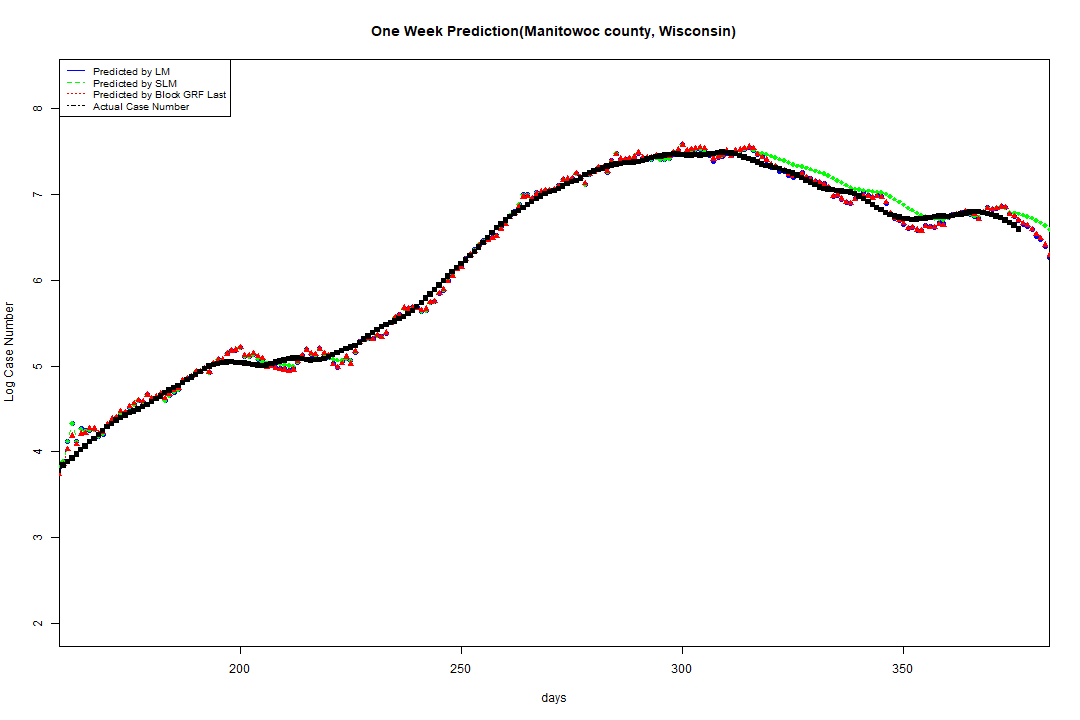 One Week Prediction(Manitowoc county, Wisconsin)
Predicted by LM
Predicted by SLM
Predicted by Block GRF Last
Actual Case Number
8
7
6
5
4
3
2
Log Case Number
200 250 300 350
days